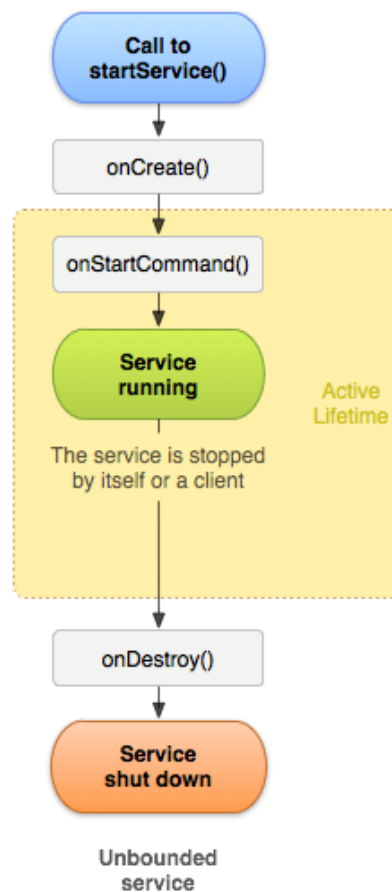 Call to
startService()
onCreate()
onStartCommand()
Service
running
Active
Lifetime
The service is stopped
by itself or a client
onDestroy()
Service
shut down
Unbounded
service